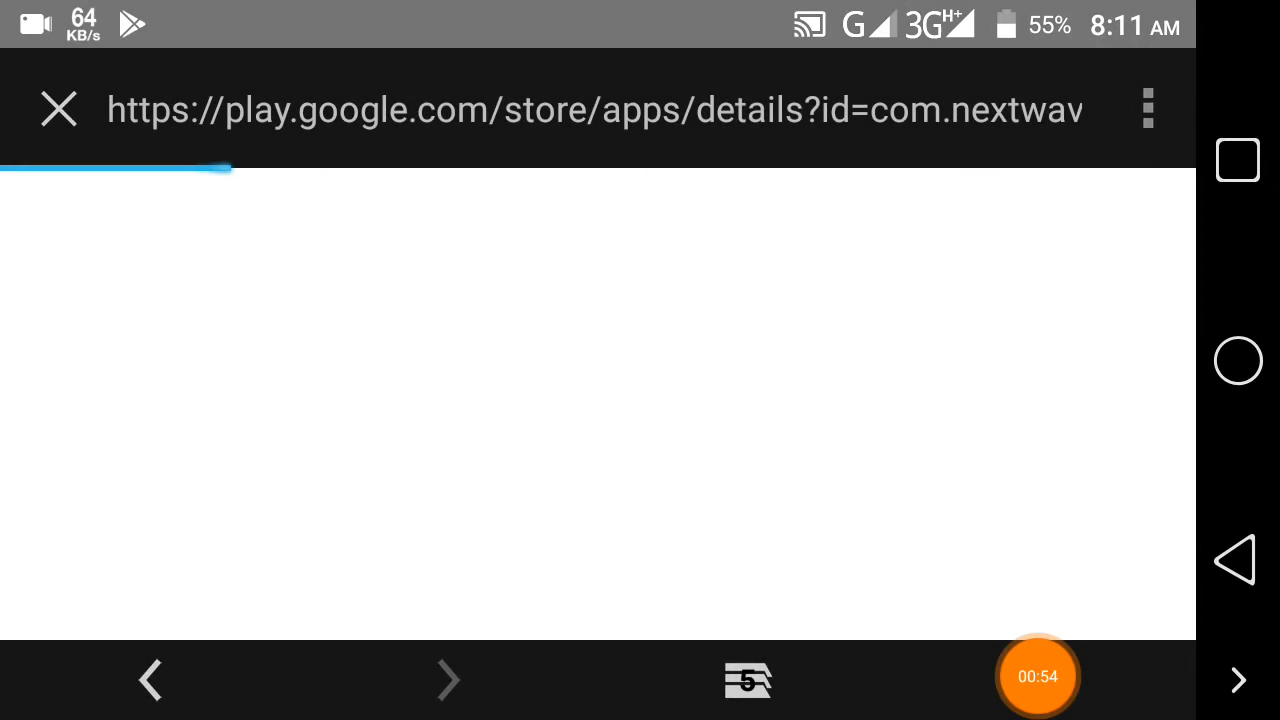 64
KB/s
G
3G H+
55%
8:11 AM
https://play.google.com/store/apps/details?id=com.nextwav
5
00:54